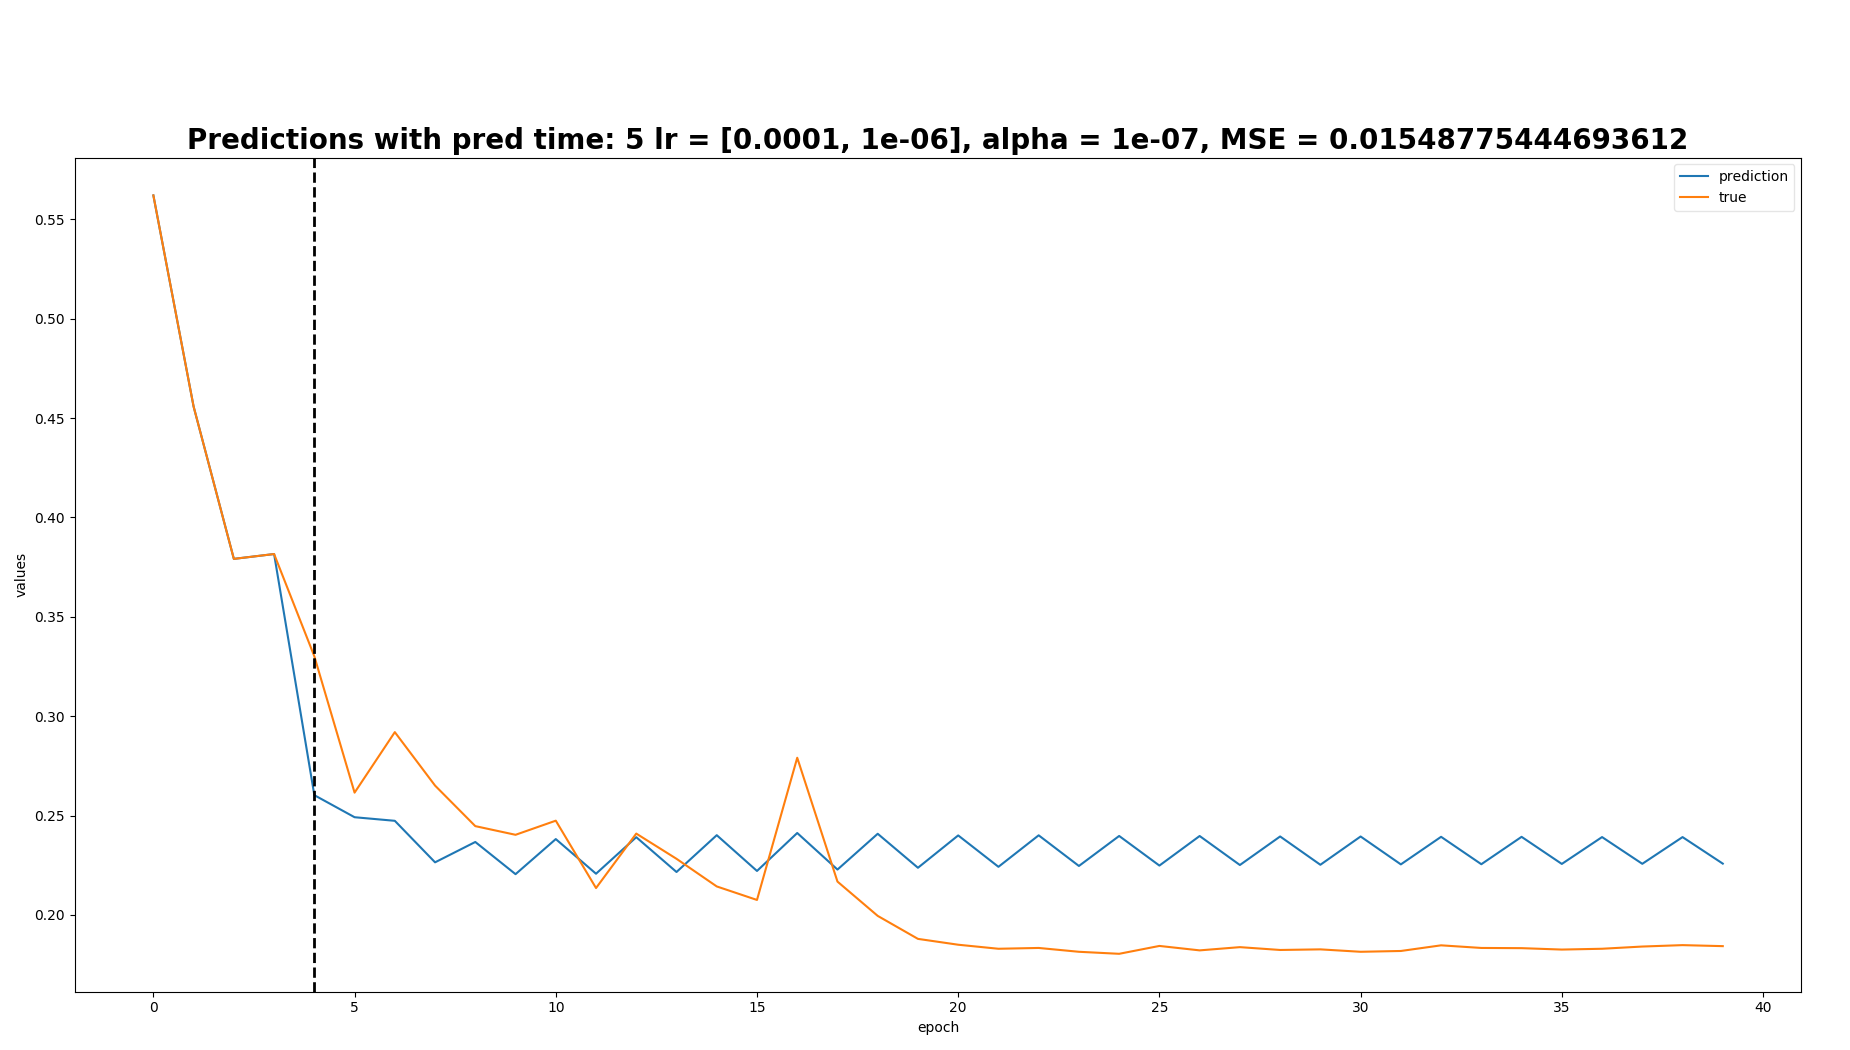 Predictions with pred time: 5 lr = [0.0001, 1e-06], alpha = 1e-07, MSE = 0.01548775444693612
prediction
true
0.55
0.50
0.45
0.40
0.35
0.30
0.25
0.20
values
0 5 10 15 20 25 30 35 40
epoch